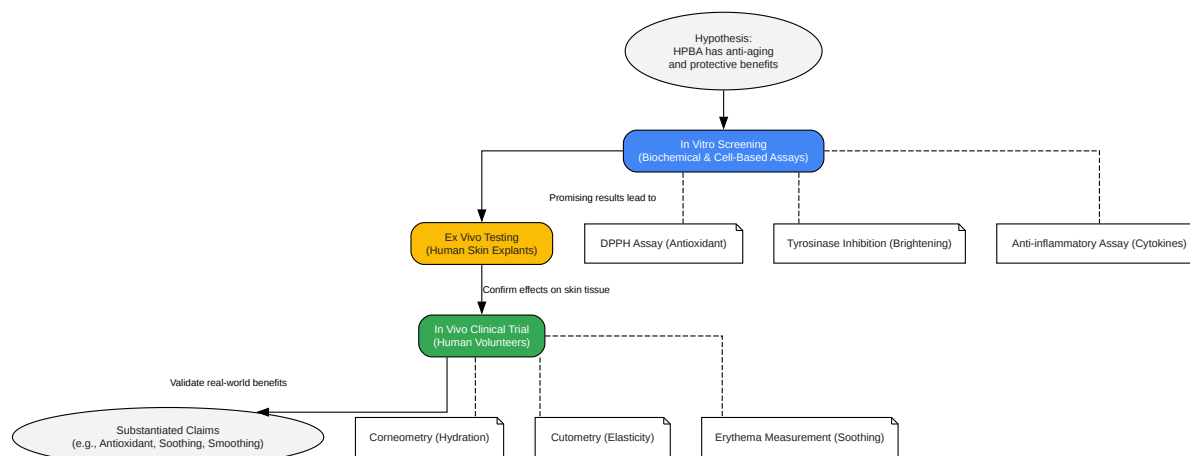 Hypothesis:
HPBA has anti-aging
and protective benefits
In Vitro Screening
(Biochemical & Cell-Based Assays)
Promising results lead to
Ex Vivo Testing
(Human Skin Explants)
DPPH Assay (Antioxidant)
Tyrosinase Inhibition (Brightening)
Anti-inflammatory Assay (Cytokines)
Confirm effects on skin tissue
In Vivo Clinical Trial
(Human Volunteers)
Validate real-world benefits
Substantiated Claims
(e.g., Antioxidant, Soothing, Smoothing)
Corneometry (Hydration)
Cutometry (Elasticity)
Erythema Measurement (Soothing)